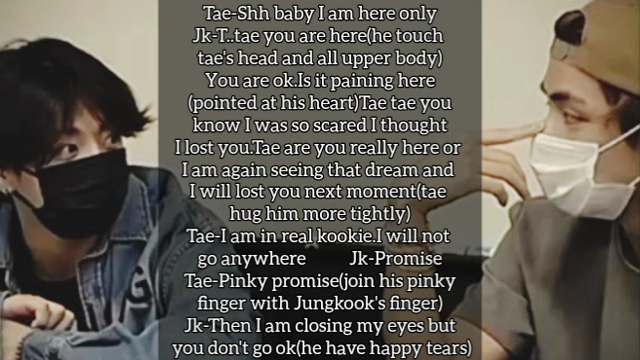 Tae-Shh baby I am here only
Jk-T..tae you are here(he touch
tae's head and all upper body)
You are ok.Is it paining here
(pointed at his heart)Tae tae you
know I was so scared I thought
I lost you.Tae are you really here or
I am again seeing that dream and
I will lost you next moment(tae
hug him more tightly)
Tae-I am in real kookie.I will not
go anywhere Jk-Promise
Tae-Pinky promise(join his pinky
finger with Jungkook's finger)
Jk-Then I am closing my eyes but
you don't go ok(he have happy tears)